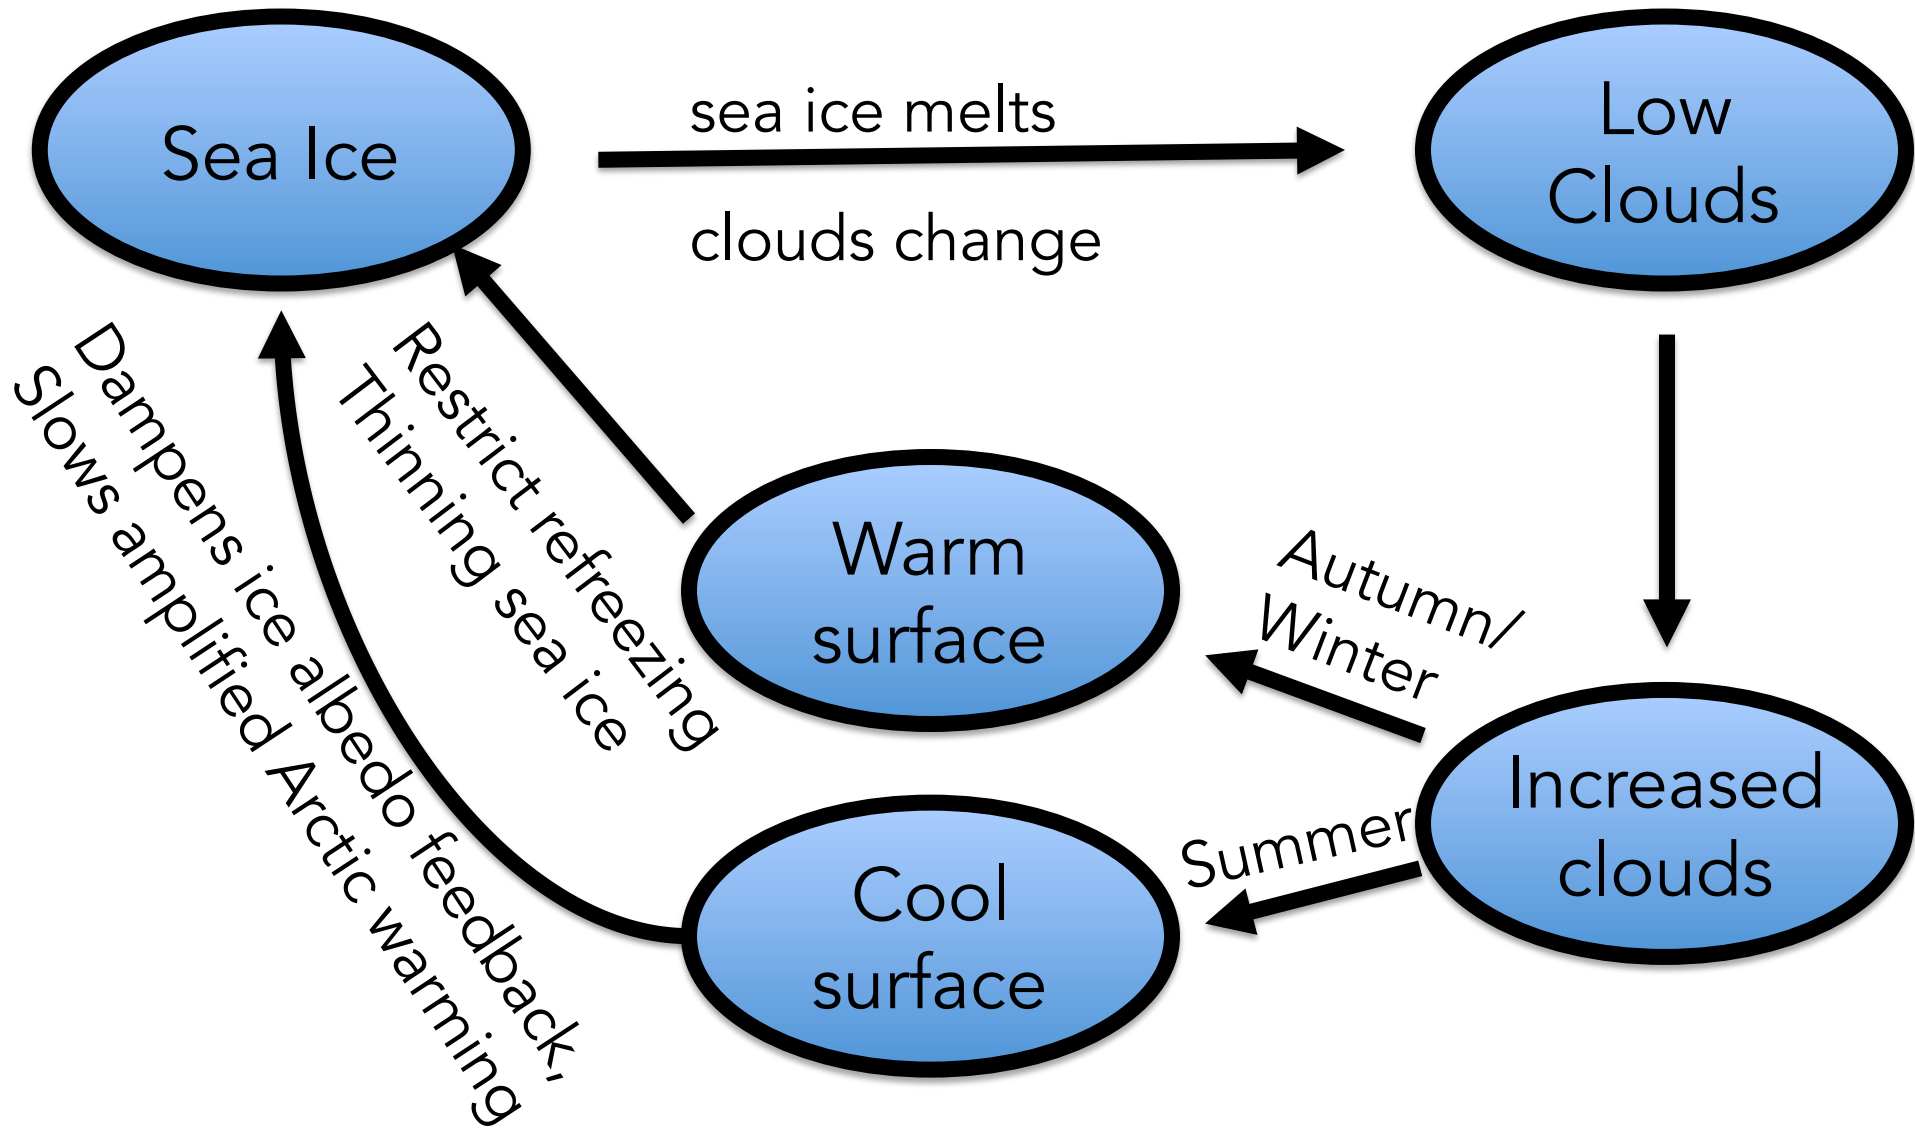 Sea Ice
sea ice melts
clouds change
Low
Clouds
Dampens ice albedo feedback,
Slows amplified Arctic warming
Restrict refreezing
Thinning sea ice
Warm
surface
Autumn/
Winter
Increased
clouds
Summer
Cool
surface